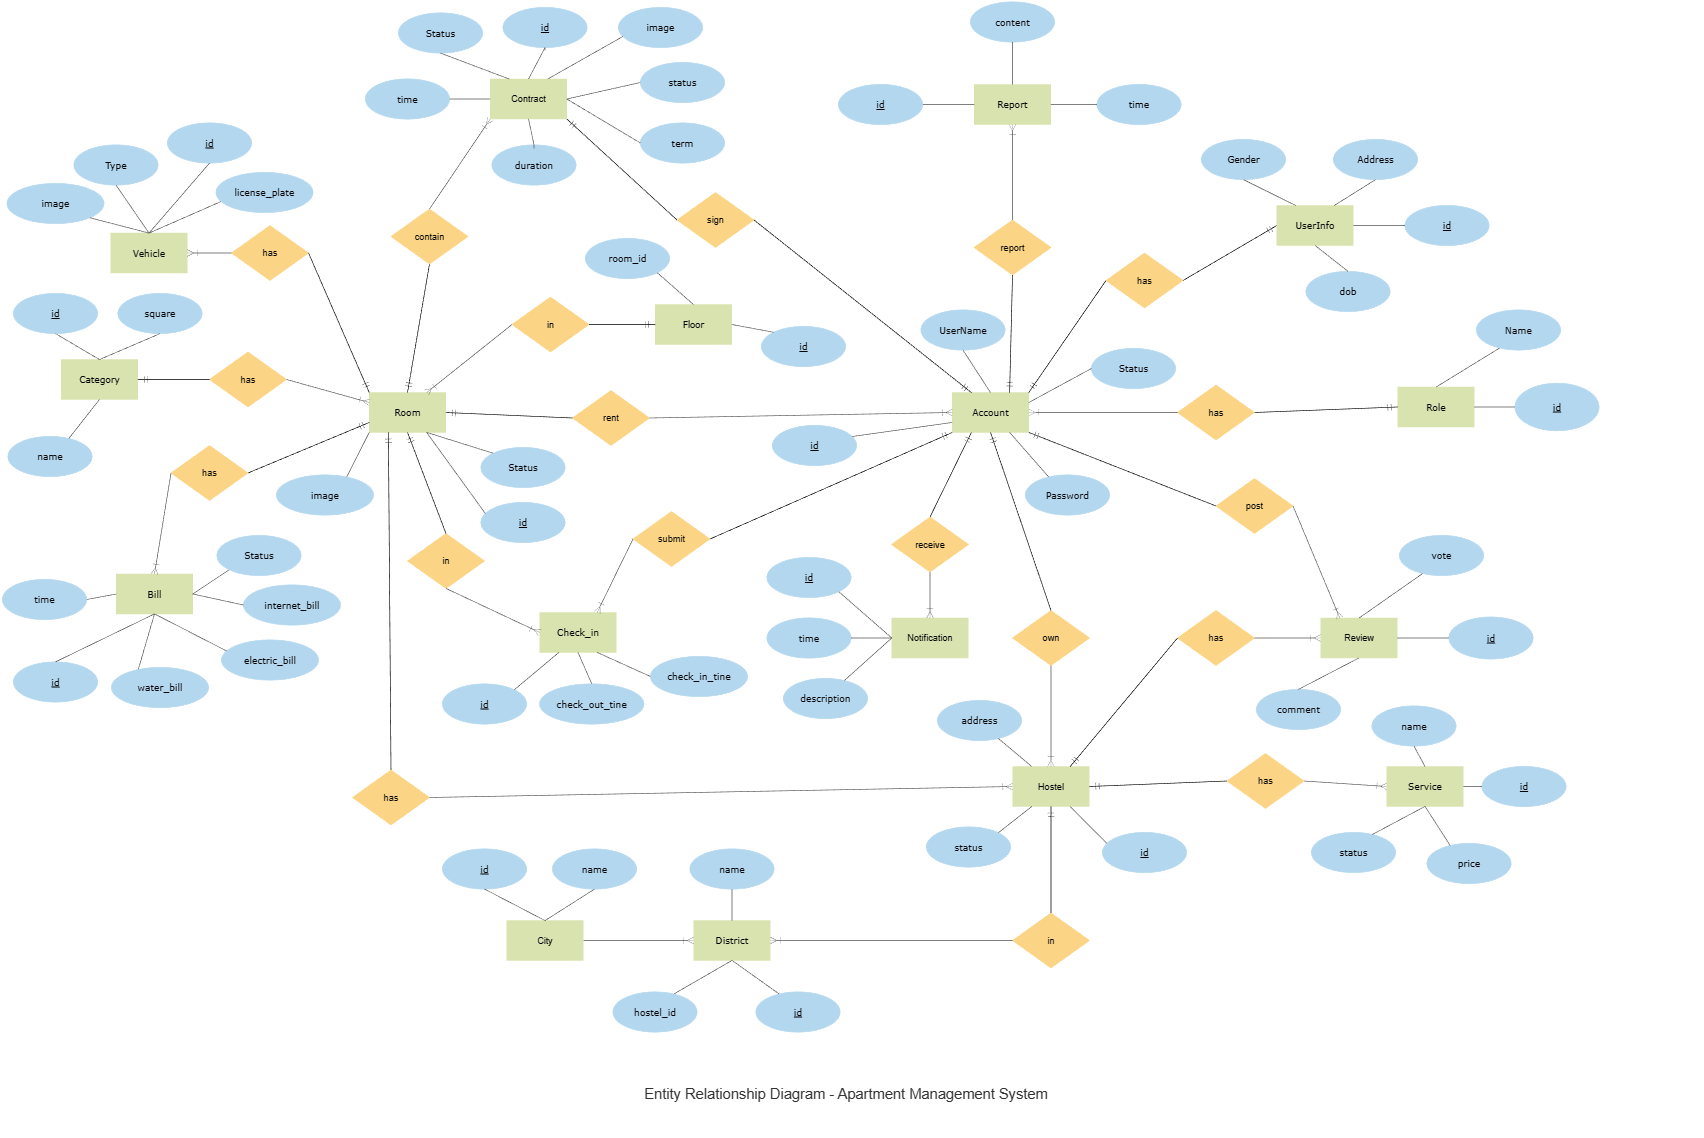 content
Status
id
image
status
time
Contract
term
duration
id
Report
time
id
Type
image
license_plate
Vehicle
has
contain
sign
report
Gender
Address
UserInfo
id
has
dob
room_id
in
Floor
id
id
square
Category
has
name
UserName
Status
Name
Room
rent
Account
has
Role
id
id
Password
has
image
Status
id
post
submit
receive
in
Status
time
Bill
internet_bill
id
water_bill
electric_bill
Check_in
id
check_out_tine
check_in_tine
id
time
Notification
description
own
has
vote
Review
id
comment
address
name
has
Hostel
has
Service
id
status
id
status
price
id
name
name
City
District
in
hostel_id
id
Entity Relationship Diagram - Apartment Management System